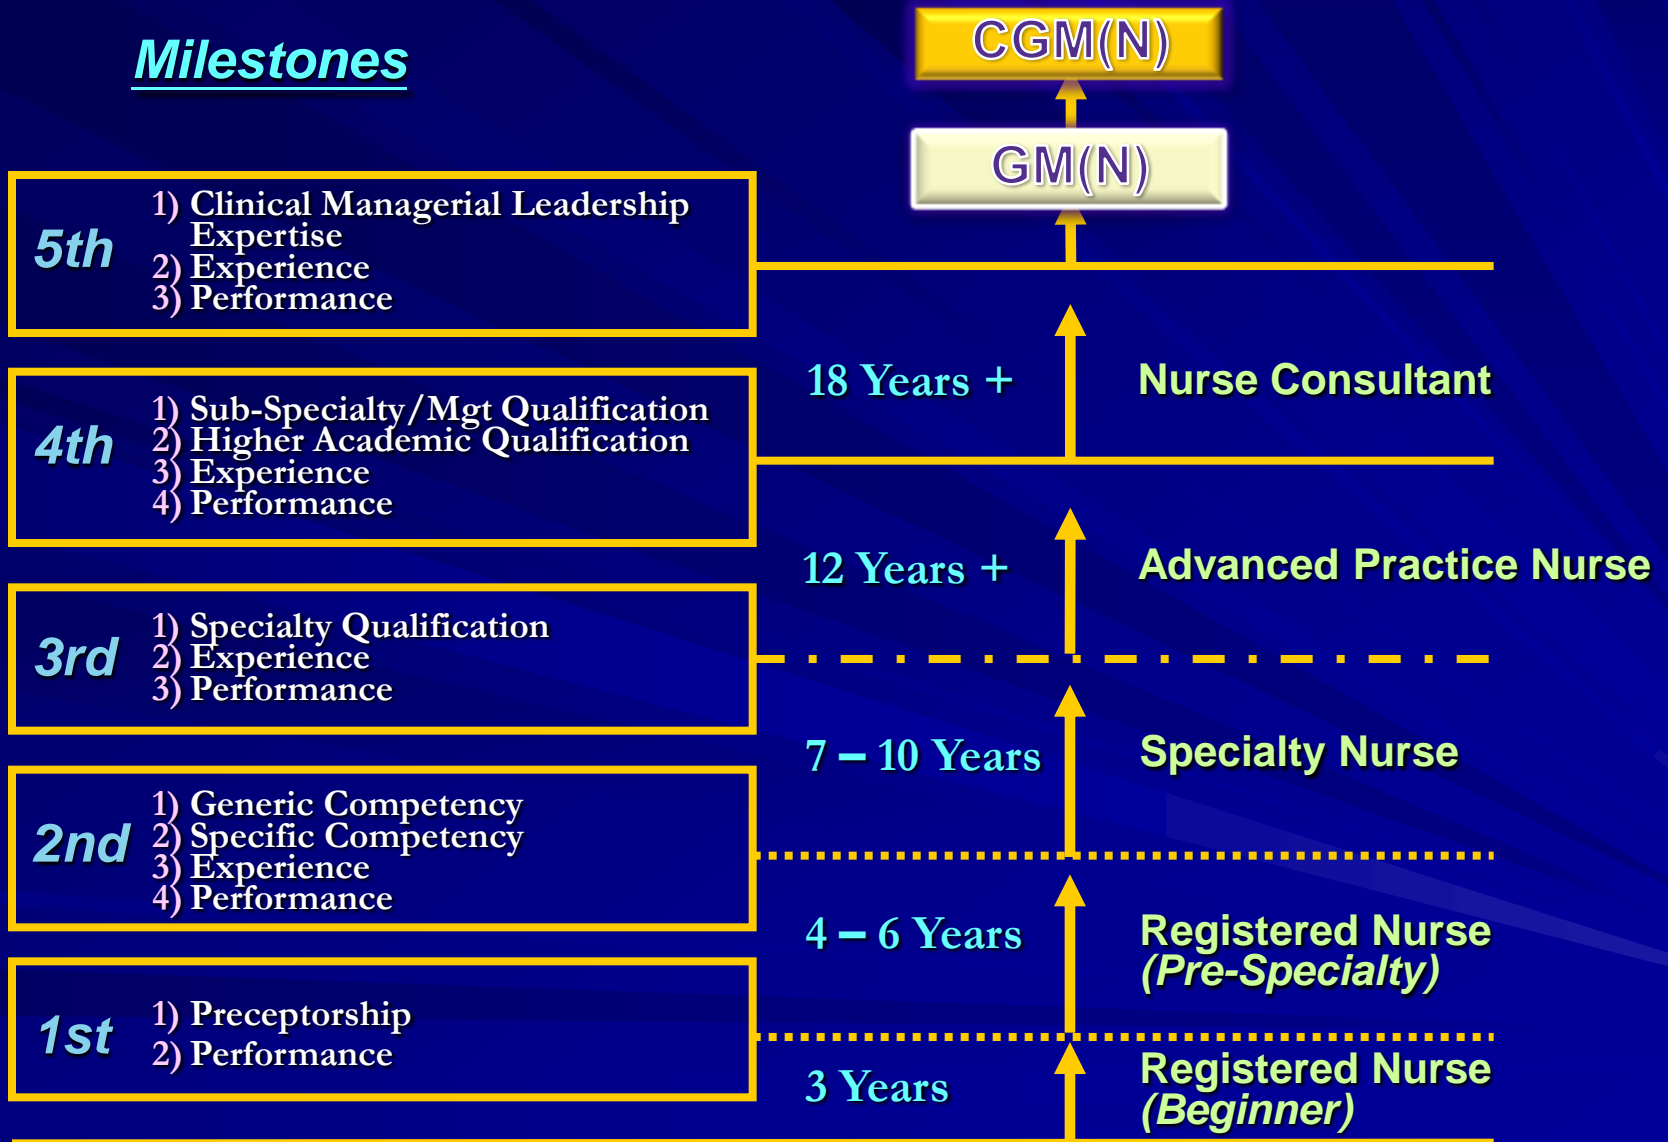 Milestones
CGM(N)
GM(N)
5th
1) Clinical Managerial Leadership
Expertise
2) Experience
3) Performance
18 Years +
Nurse Consultant
4th
1) Sub-Specialty/Mgt Qualification
2) Higher Academic Qualification
3) Experience
4) Performance
12 Years +
Advanced Practice Nurse
3rd
1) Specialty Qualification
2) Experience
3) Performance
7 – 10 Years
Specialty Nurse
2nd
1) Generic Competency
2) Specific Competency
3) Experience
4) Performance
4 – 6 Years
Registered Nurse
(Pre-Specialty)
1st
1) Preceptorship
2) Performance
3 Years
Registered Nurse
(Beginner)